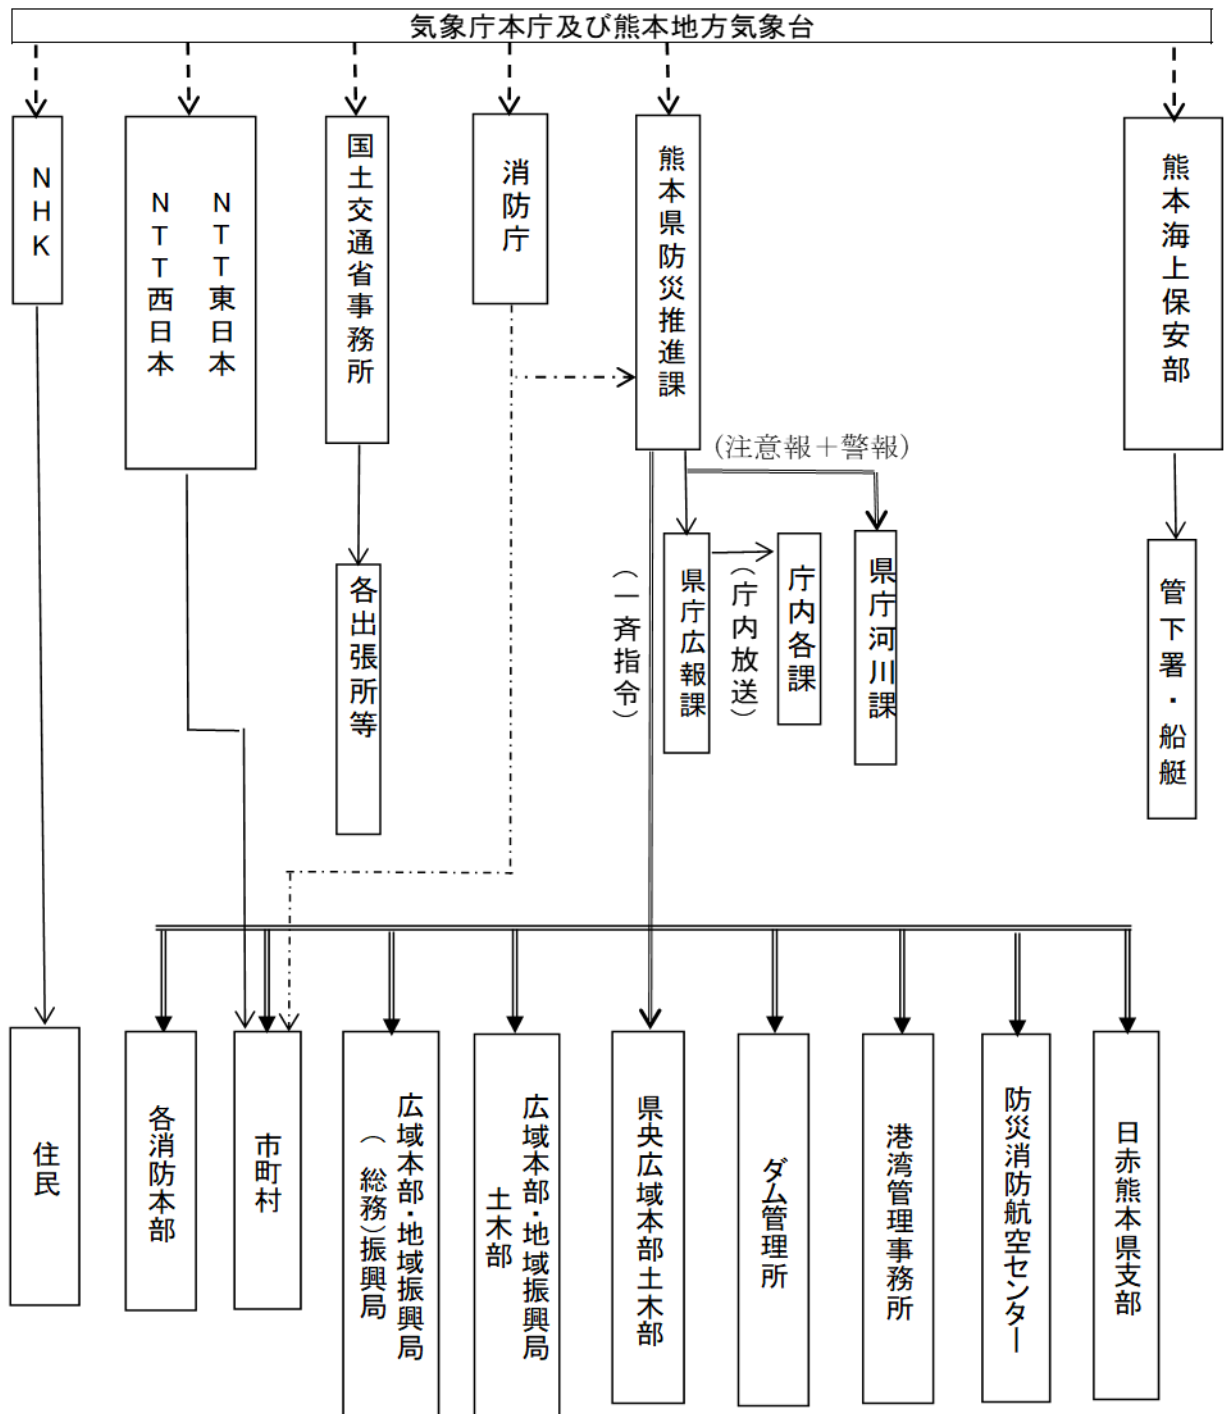 気象庁本庁及び熊本地方気象台
NHK
NTT東日本
NTT西日本
国土交通省事務所
消防庁
熊本県防災推進課
熊本海上保安部
(注意報＋警報)
各出張所等
(一斉指令)
県庁広報課
(庁内放送)
庁内各課
県庁河川課
管下署・船艇
住民
各消防本部
市町村
広域本部・地域振興局
(総務)振興局
広域本部・地域振興局
土木部
県央広域本部土木部
ダム管理所
港湾管理事務所
防災消防航空センター
日赤熊本県支部